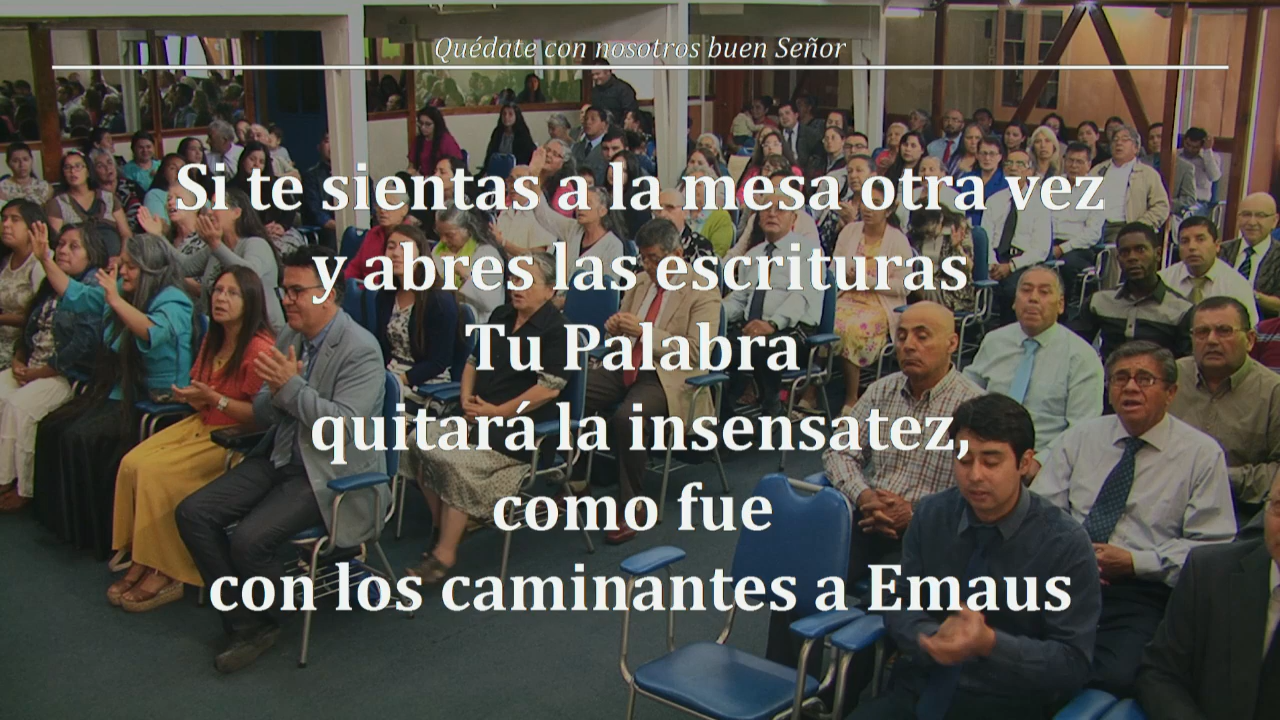 Quédate con nosotros buen Señor
Si te sientas a la mesa otra vez
y abres las escrituras
Tu Palabra
quitará la insensatez,
como fue
con los caminantes a Emaus